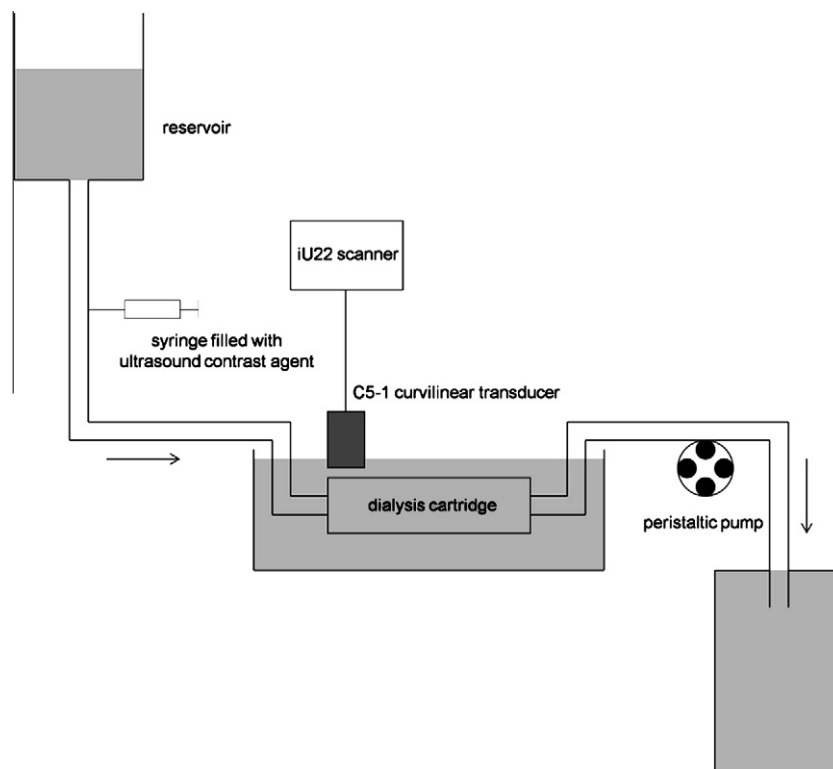 reservoir
iU22 scanner
syringe filled with
ultrasound contrast agent
C5-1 curvilinear transducer
dialysis cartridge
peristaltic pump